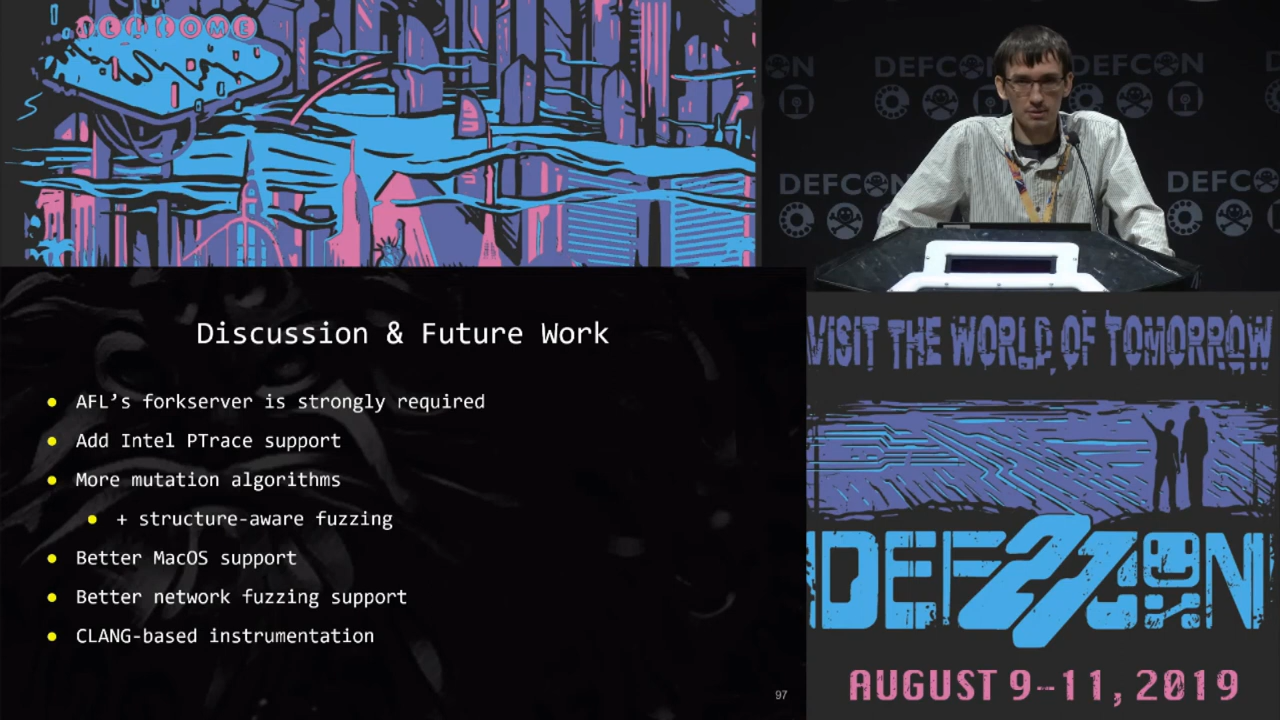 WELCOME
DEFCON DEFCON
DEFCON DEFC
Discussion & Future Work
AFL’s forkserver is strongly required
Add Intel PTrace support
More mutation algorithms
+ structure-aware fuzzing
Better MacOS support
Better network fuzzing support
CLANG-based instrumentation
97
VISIT THE WORLD OF TOMORROW
DEFCON
27
AUGUST 9-11, 2019